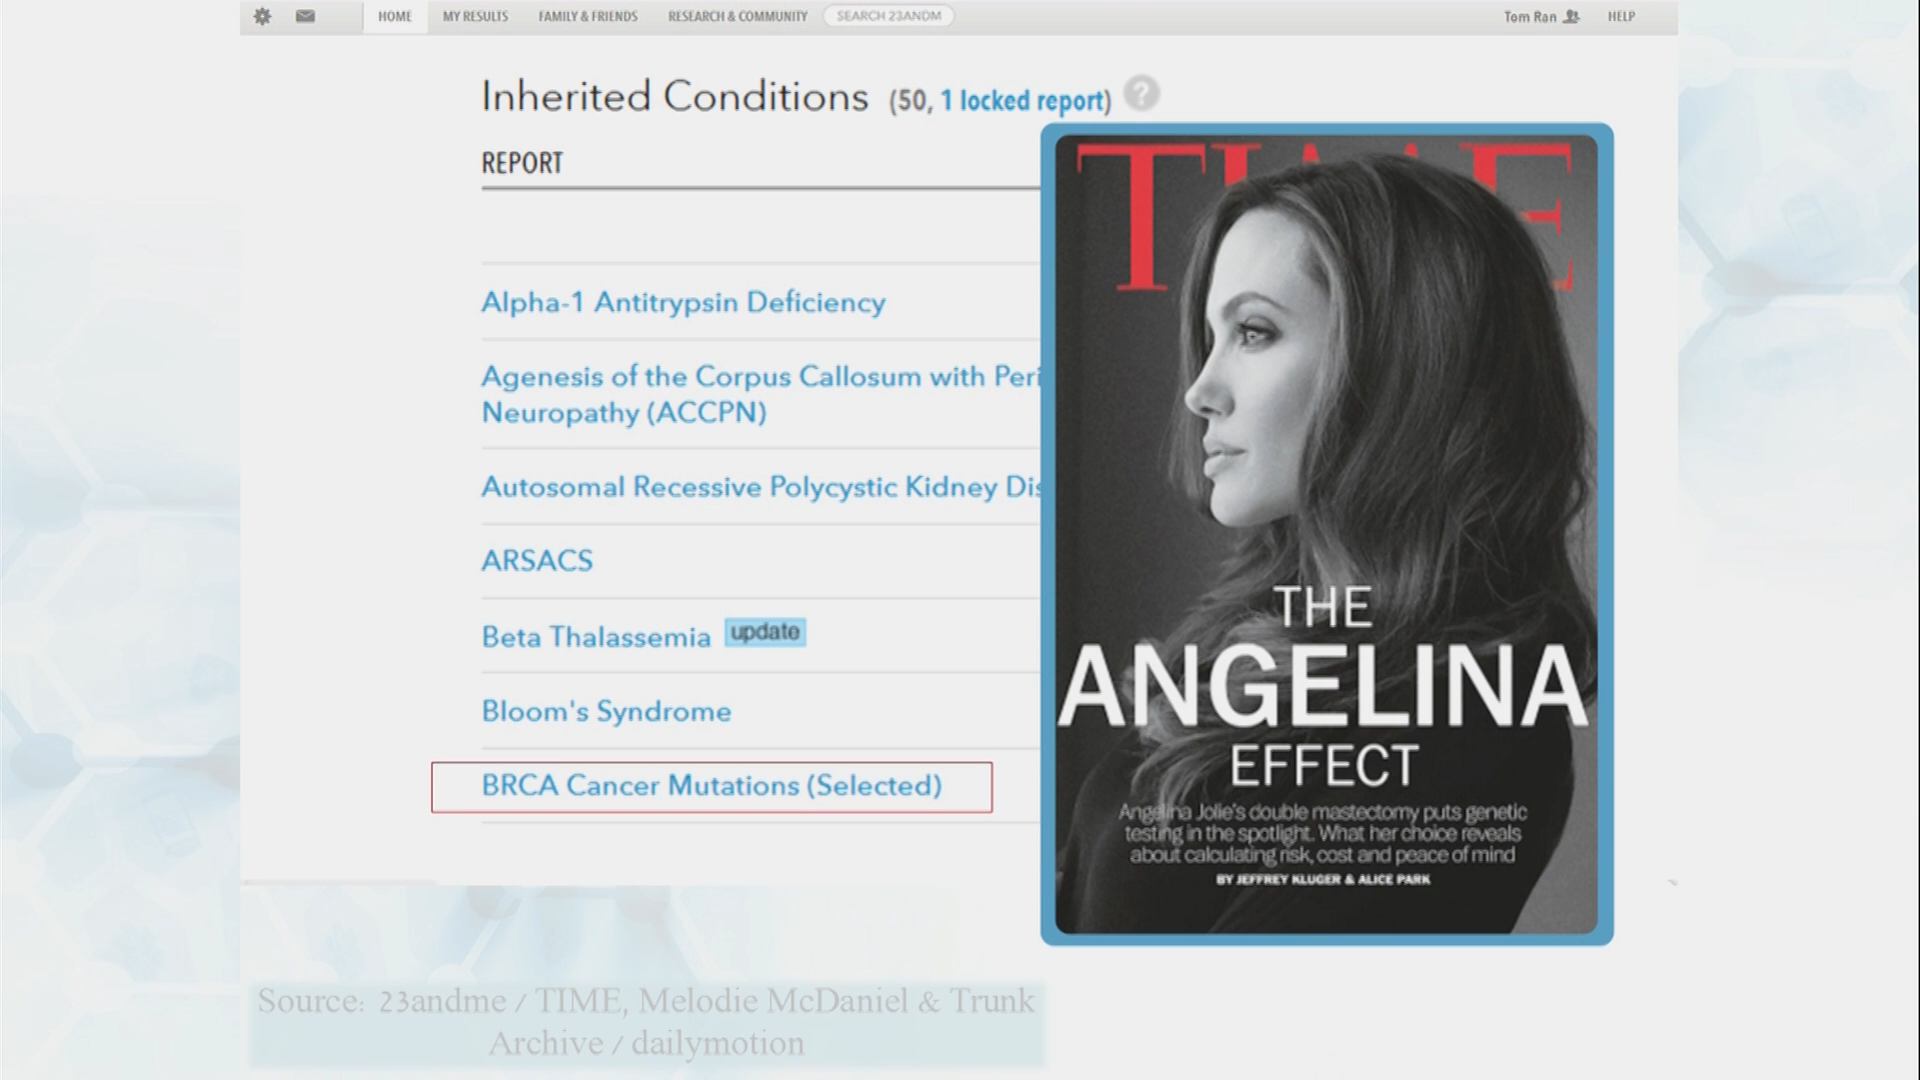 HOME MY RESULTS FAMILY & FRIENDS RESEARCH & COMMUNITY SEARCH 23ANDM Tom Ran HELP
Inherited Conditions (50, 1 locked report) ?
REPORT
Alpha-1 Antitrypsin Deficiency
Agenesis of the Corpus Callosum with Peri
Neuropathy (ACCPN)
Autosomal Recessive Polycystic Kidney Dis
ARSACS
Beta Thalassemia update
Bloom's Syndrome
BRCA Cancer Mutations (Selected)
TIME
THE
ANGELINA
EFFECT
Angelina Jolie's double mastectomy puts genetic
testing in the spotlight. What her choice reveals
about calculating risk, cost and peace of mind
BY JEFFREY KLUGER & ALICE PARK
Source: 23andme / TIME, Melodie McDaniel & Trunk
Archive / dailymotion